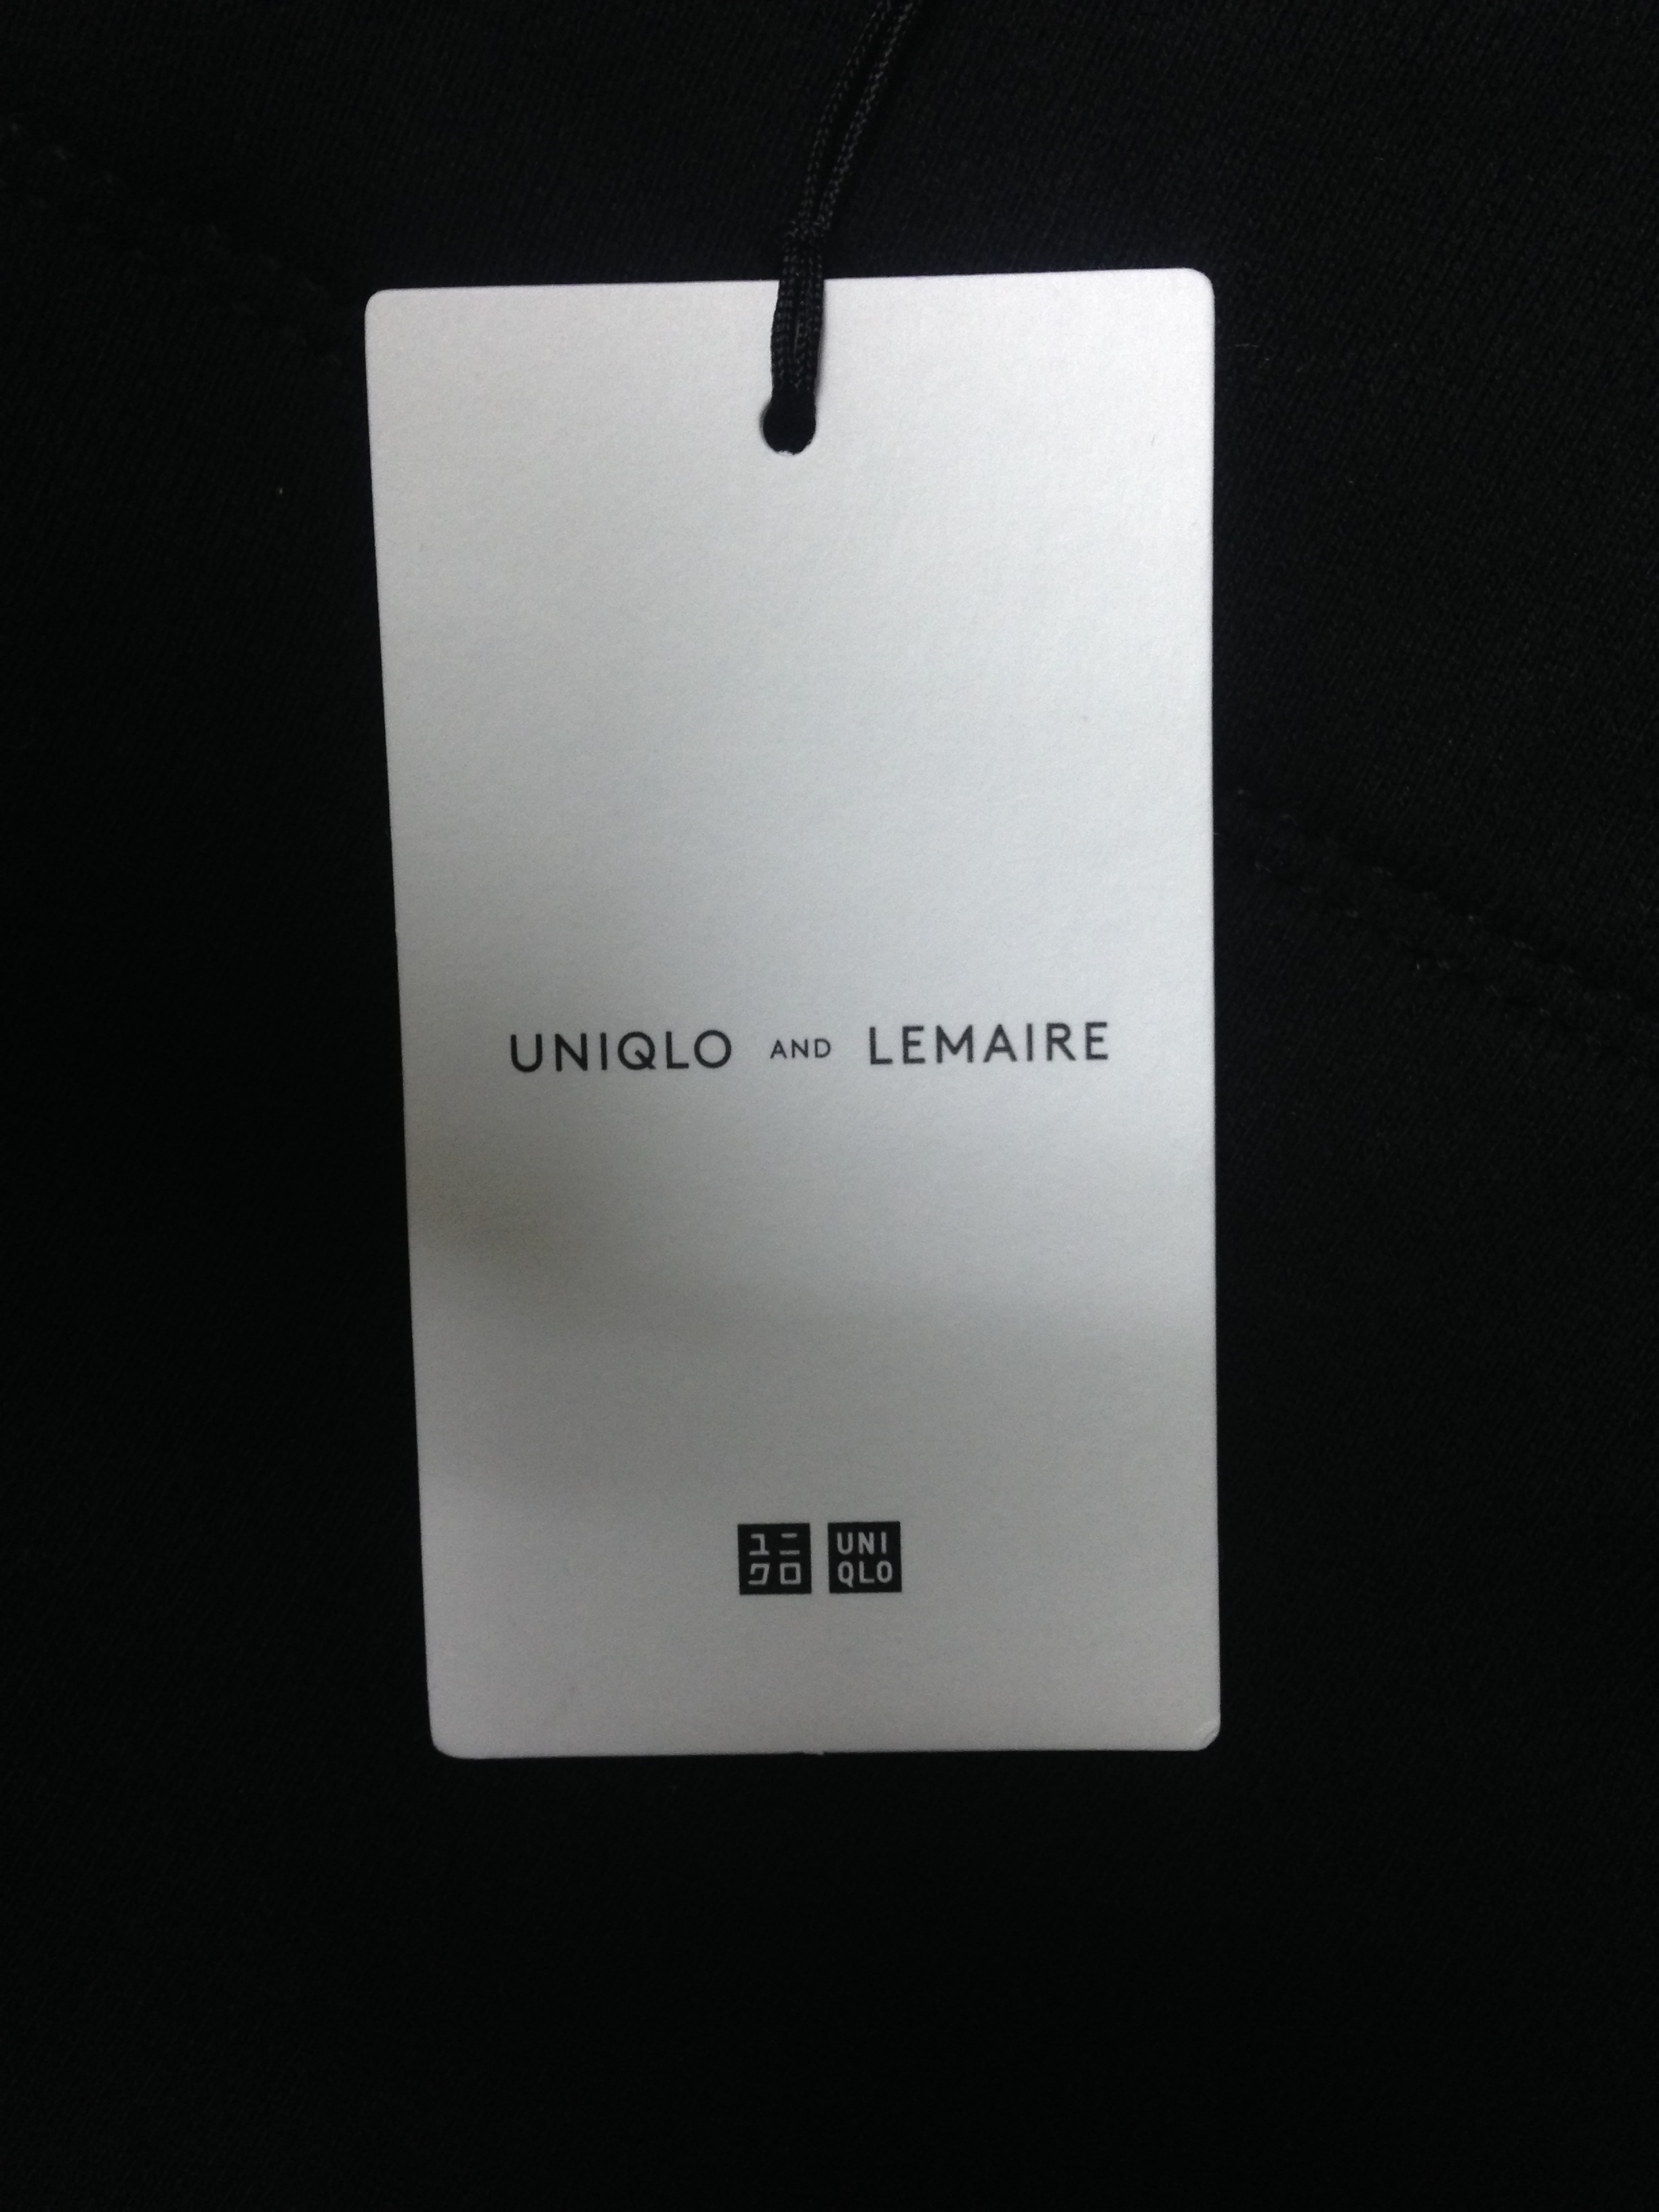 UNIQLO AND LEMAIRE
ユニ UNI
クロ QLO